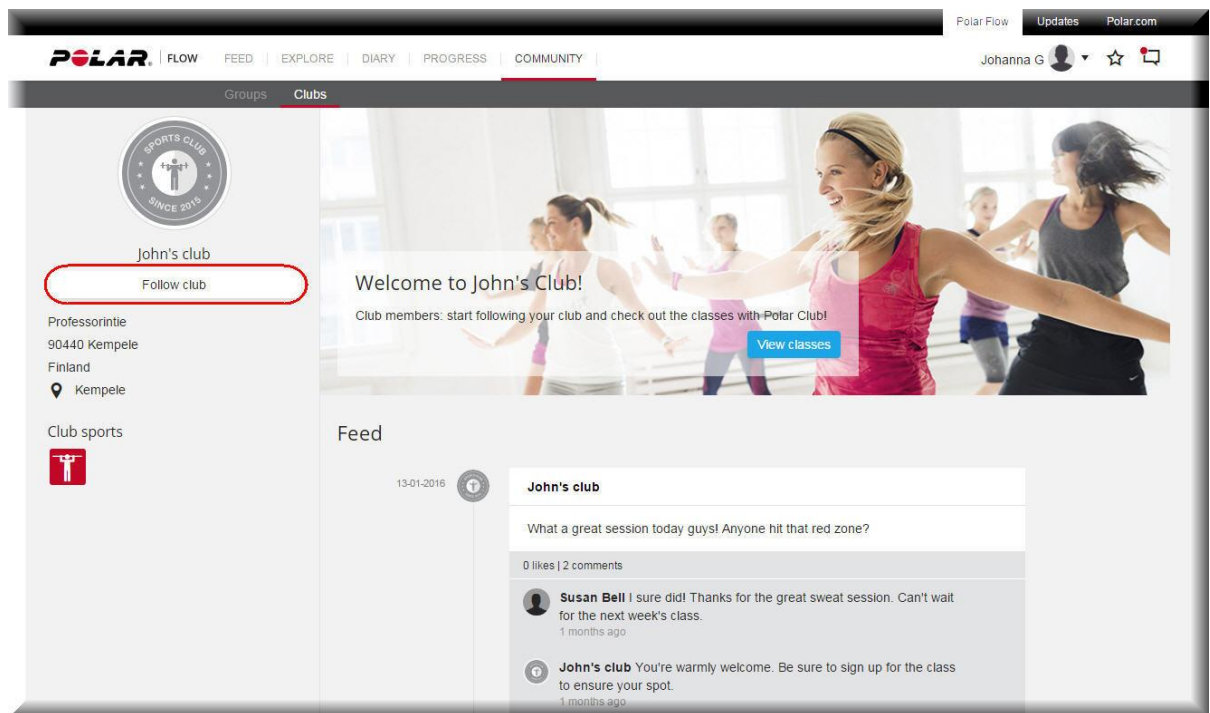 Polar Flow Updates Polar.com
POLAR. FLOW FEED EXPLORE DIARY PROGRESS COMMUNITY Johanna G
Groups Clubs
SPORTS CLUB
SINCE 2015
John's club
Follow club
Professorintie
90440 Kempele
Finland
Kempele
Club sports
Welcome to John's Club!
Club members: start following your club and check out the classes with Polar Club!
View classes
Feed
13-01-2016
John's club
What a great session today guys! Anyone hit that red zone?
0 likes | 2 comments
Susan Bell I sure did! Thanks for the great sweat session. Can't wait
for the next week's class.
1 months ago
John's club You're warmly welcome. Be sure to sign up for the class
to ensure your spot.
1 months ago